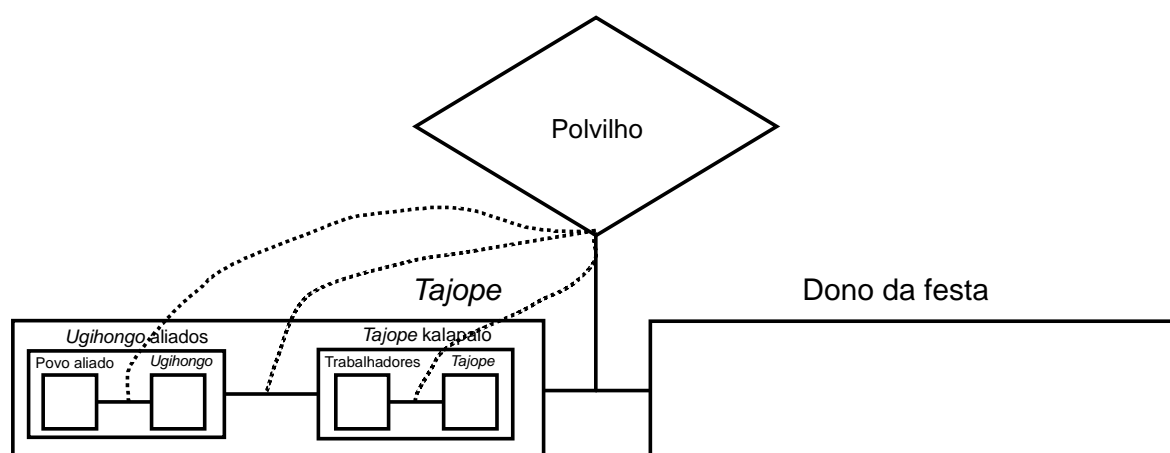 Polvilho
Tajope
Dono da festa
Ugihongo aliados
Tajope kalapalo
Povo aliado
Ugihongo
Trabalhadores
Tajope